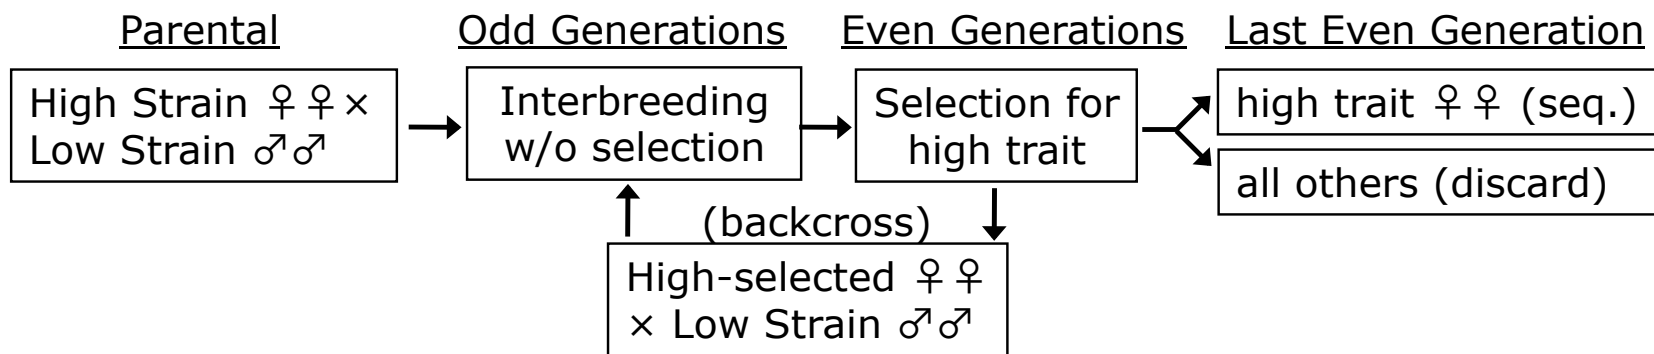 Parental
Odd Generations
Even Generations
Last Even Generation
High Strain ♀♀×
Low Strain ♂♂
Interbreeding
w/o selection
Selection for
high trait
high trait ♀♀ (seq.)
all others (discard)
(backcross)
High-selected ♀♀
× Low Strain ♂♂